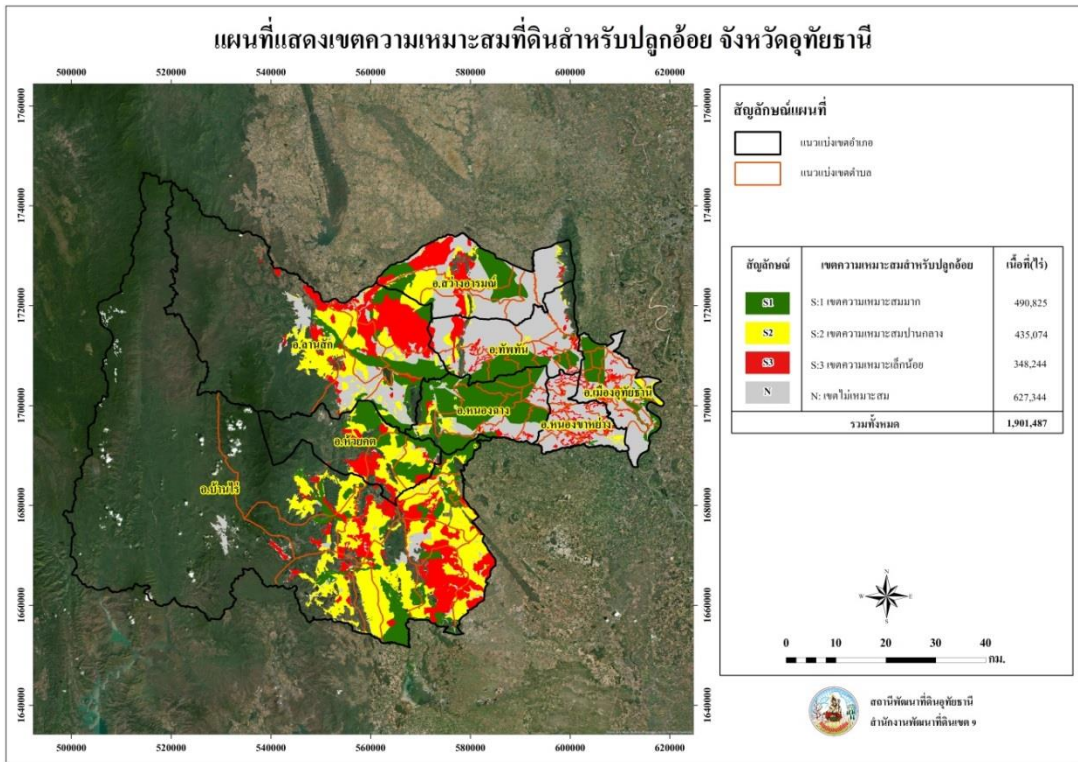 แผนที่แสดงเขตความเหมาะสมที่ดินสำหรับปลูกอ้อย จังหวัดอุทัยธานี
500000 520000 540000 560000 580000 600000 620000
1760000 1760000
1740000 1740000
1720000 1720000
1700000 1700000
1680000 1680000
1660000 1660000
1640000 1640000
อ.สว่างอารมณ์
อ.ลานสัก
อ.ทัพทัน
อ.เมืองอุทัยธานี
อ.หนองฉาง
อ.หนองขาหย่าง
อ.ห้วยคต
อ.บ้านไร่
500000 520000 540000 560000 580000 600000 620000
สัญลักษณ์แผนที่
แนวแบ่งเขตอำเภอ
แนวแบ่งเขตตำบล
สัญลักษณ์ เขตความเหมาะสมสำหรับปลูกอ้อย เนื้อที่(ไร่)
S1 S:1 เขตความเหมาะสมมาก 490,825
S2 S:2 เขตความเหมาะสมปานกลาง 435,074
S3 S:3 เขตความเหมาะเล็กน้อย 348,244
N N: เขตไม่เหมาะสม 627,344
รวมทั้งหมด 1,901,487
N
W E
S
0 10 20 30 40
กม.
สถานีพัฒนาที่ดินอุทัยธานี
สำนักงานพัฒนาที่ดินเขต 9